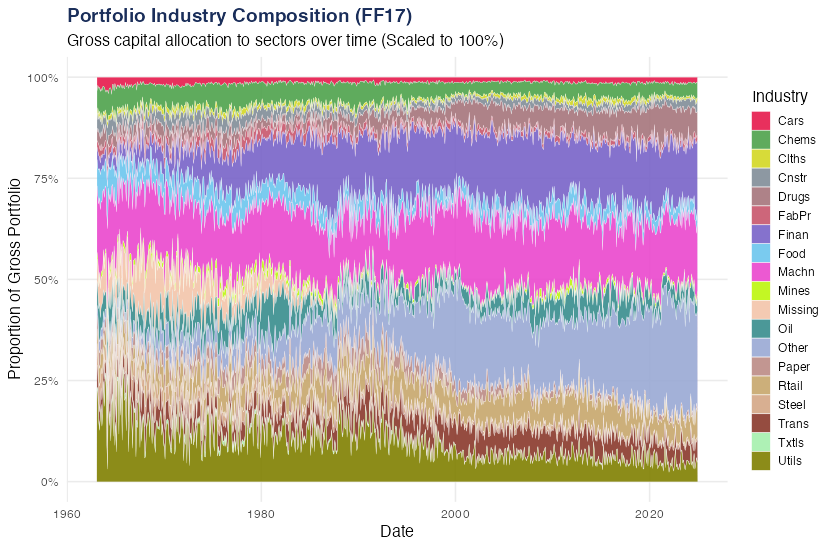 Portfolio Industry Composition (FF17)
Gross capital allocation to sectors over time (Scaled to 100%)
Proportion of Gross Portfolio
100%
75%
50%
25%
0%
1960
1980
2000
2020
Date
Industry
Cars
Chems
Clths
Cnstr
Drugs
FabPr
Finan
Food
Machn
Mines
Missing
Oil
Other
Paper
Rtail
Steel
Trans
Txtls
Utils